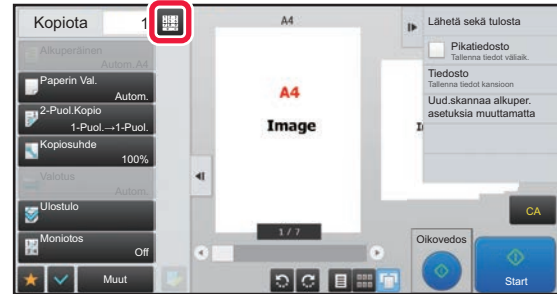 Kopiota 1
Alkuperäinen
Autom.A4
Paperin Val.
Autom.
2-Puol.Kopio
1-Puol.→1-Puol.
Kopiosuhde
100%
Valotus
Autom.
Ulostulo
Moniotos
Off
Muut
A4
A4
Image
1 / 7
Lähetä sekä tulosta
Pikatiedosto
Tallenna tiedot väliaik.
Tiedosto
Tallenna tiedot kansioon
Uud.skannaa alkuper.
asetuksia muuttamatta
CA
Oikovedos
Start